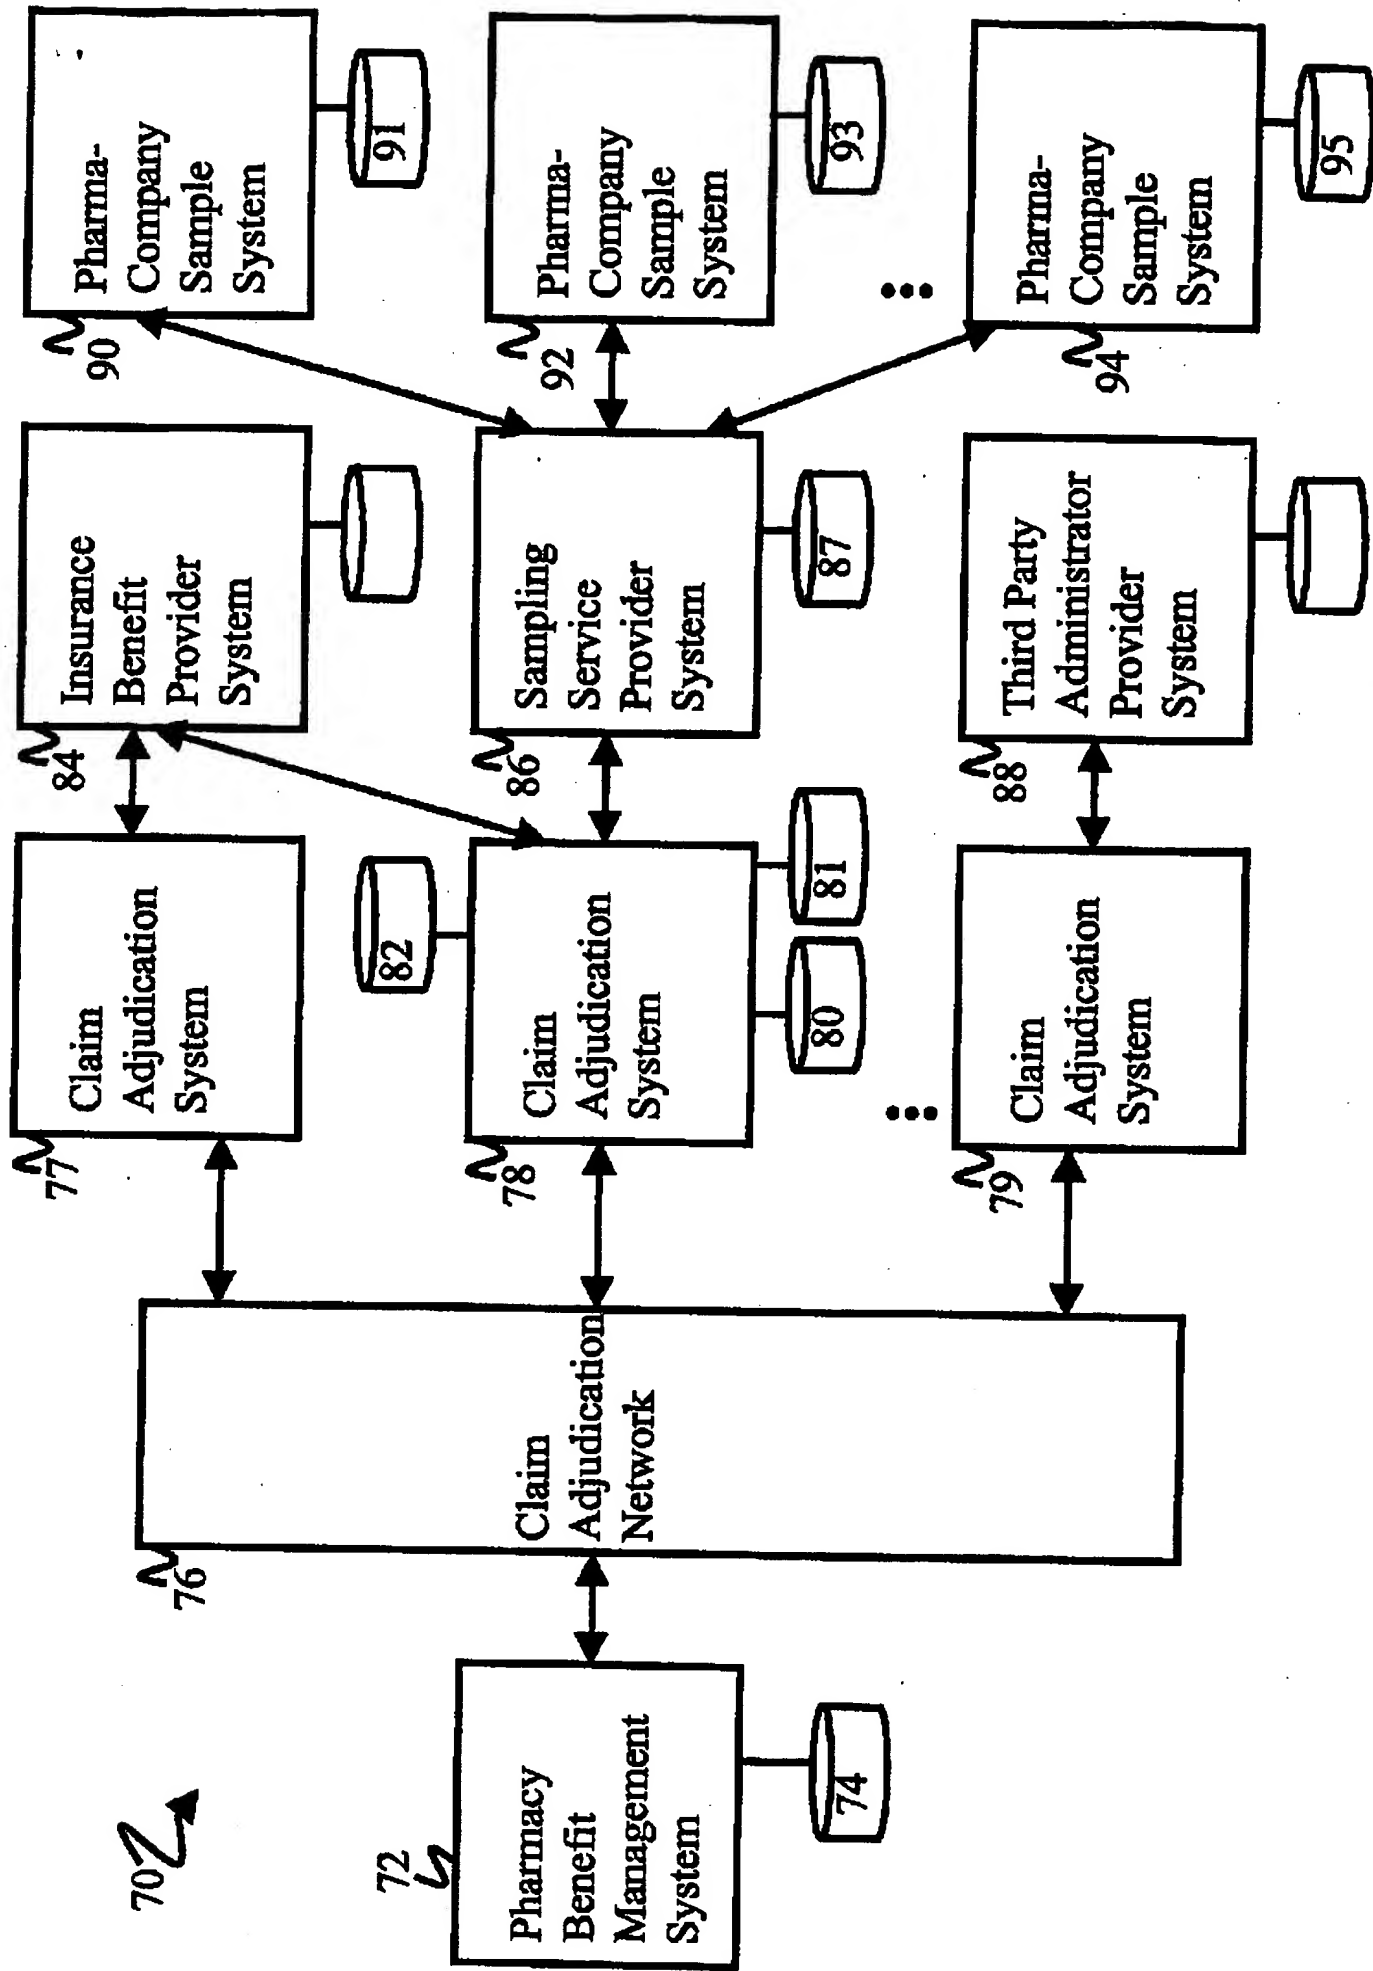 70
72
Pharmacy
Benefit
Management
System
74
76
Claim
Adjudication
Network
77
Claim
Adjudication
System
78
Claim
Adjudication
System
82
80
81
79
Claim
Adjudication
System
84
Insurance
Benefit
Provider
System
86
Sampling
Service
Provider
System
87
88
Third Party
Administrator
Provider
System
90
Pharma-
Company
Sample
System
91
92
Pharma-
Company
Sample
System
93
94
Pharma-
Company
Sample
System
95